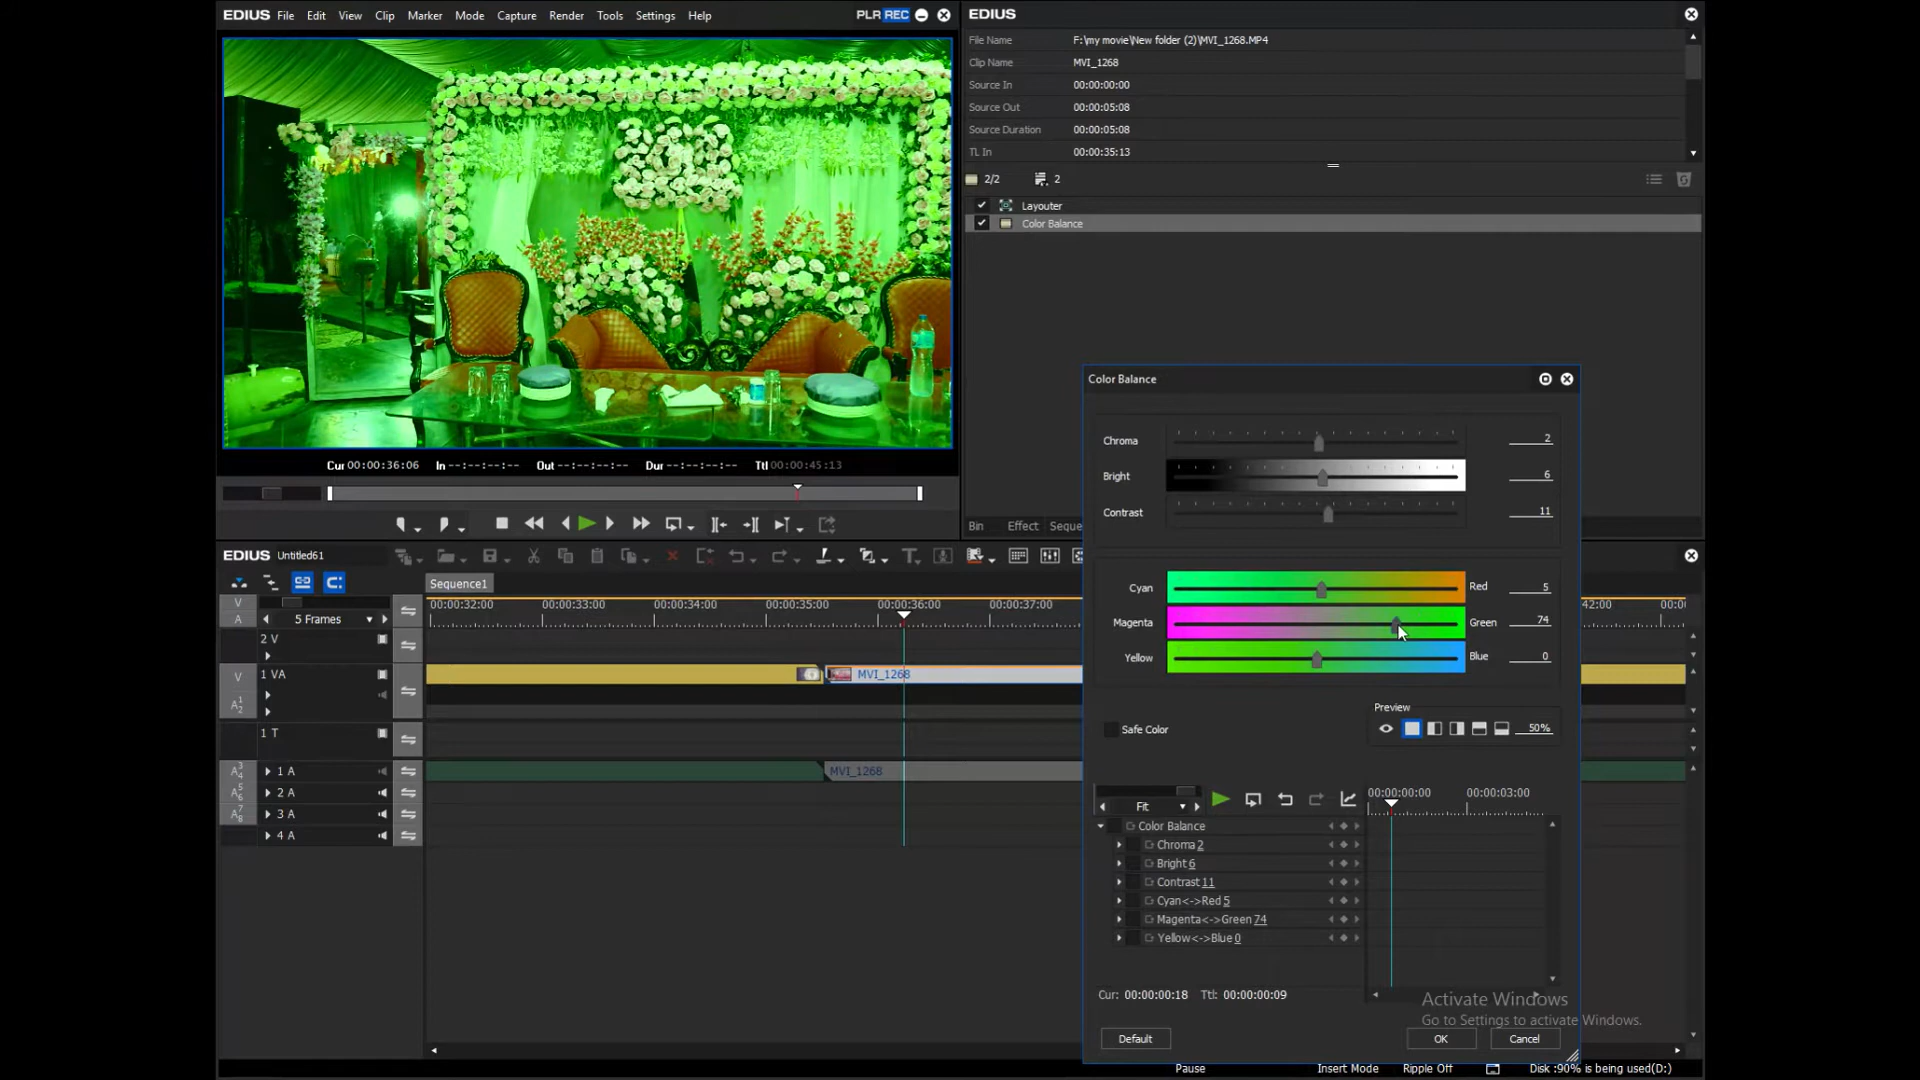 EDIUS File Edit View Clip Marker Mode Capture Render Tools Settings Help PLR REC
EDIUS
File Name F:\my movie\New folder (2)\MVI_1268.MP4
Clip Name MVI_1268
Source In 00:00:00:00
Source Out 00:00:05:08
Source Duration 00:00:05:08
TL In 00:00:35:13
2/2 2
Layouter
Color Balance
Cur 00:00:36:06 In --:--:--:-- Out --:--:--:-- Dur --:--:--:-- Ttl 00:00:45:13
Bin Effect Seque
Color Balance
Chroma 2
Bright 6
Contrast 11
Cyan Red 5
Magenta Green 74
Yellow Blue 0
Preview
Safe Color 50%
Fit 00:00:00:00 00:00:03:00
Color Balance
Chroma 2
Bright 6
Contrast 11
Cyan<->Red 5
Magenta<->Green 74
Yellow<->Blue 0
Cur: 00:00:00:18 Ttl: 00:00:00:09
Default OK Cancel
EDIUS Untitled61
Sequence1
V
A
5 Frames
00:00:32:00 00:00:33:00 00:00:34:00 00:00:35:00 00:00:36:00 00:00:37:00 42:00 00:00
2 V
V 1 VA MVI_1268
A1 2
1 T
A3 4 1 A MVI_1268
A5 6 2 A
A7 8 3 A
4 A
Activate Windows
Go to Settings to activate Windows.
Pause Insert Mode Ripple Off Disk :90% is being used(D:)